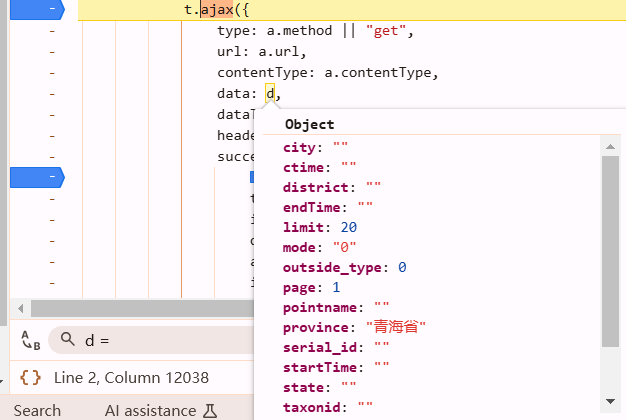 t.ajax({
type: a.method || "get",
url: a.url,
contentType: a.contentType,
data: d,
dataT
heade
succe
t
i
d
a
i
Object
city: ""
ctime: ""
district: ""
endTime: ""
limit: 20
mode: "0"
outside_type: 0
page: 1
pointname: ""
province: "青海省"
serial_id: ""
startTime: ""
state: ""
taxonid: ""
A
B
d =
{} Line 2, Column 12038
Search
AI assistance